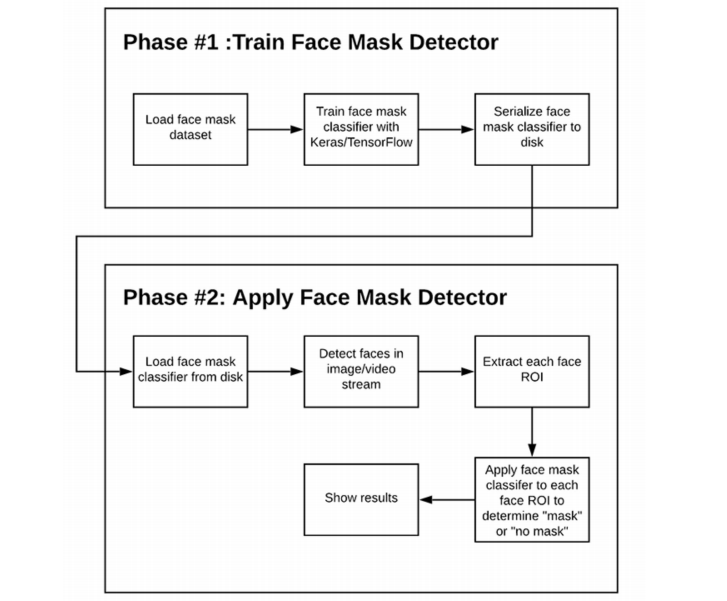 Phase #1 :Train Face Mask Detector
Load face mask
dataset
Train face mask
classifier with
Keras/TensorFlow
Serialize face
mask classifier to
disk
Phase #2: Apply Face Mask Detector
Load face mask
classifier from disk
Detect faces in
image/video
stream
Extract each face
ROI
Apply face mask
classifer to each
face ROI to
determine "mask"
or "no mask"
Show results